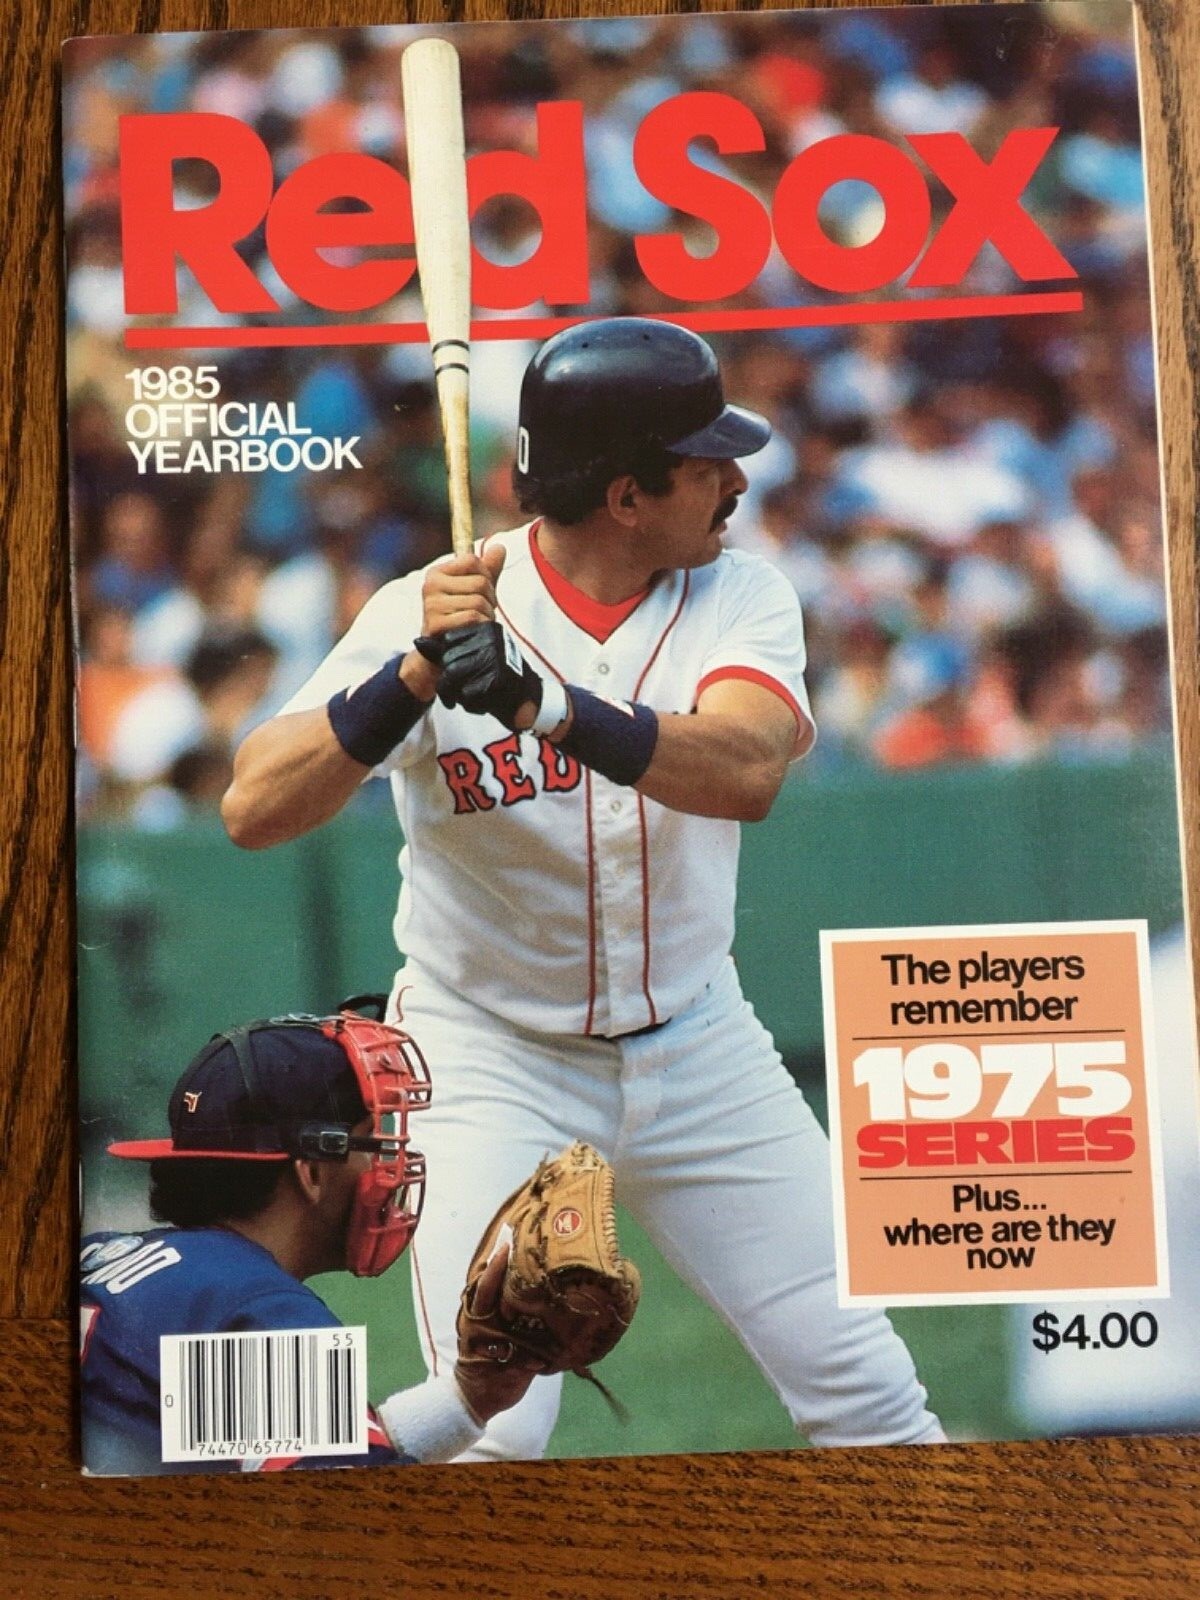 Red Sox
1985
OFFICIAL
YEARBOOK
0
RED
The players
remember
1975
SERIES
Plus...
where are they
now
$4.00
55
0
74470 65774